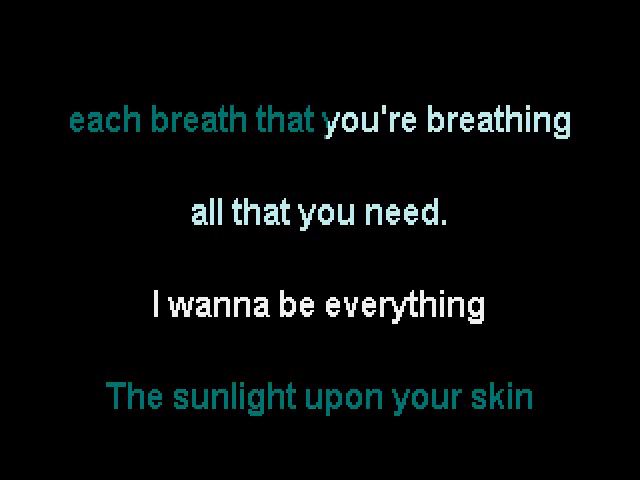 each breath that you're breathing
all that you need.
I wanna be everything
The sunlight upon your skin